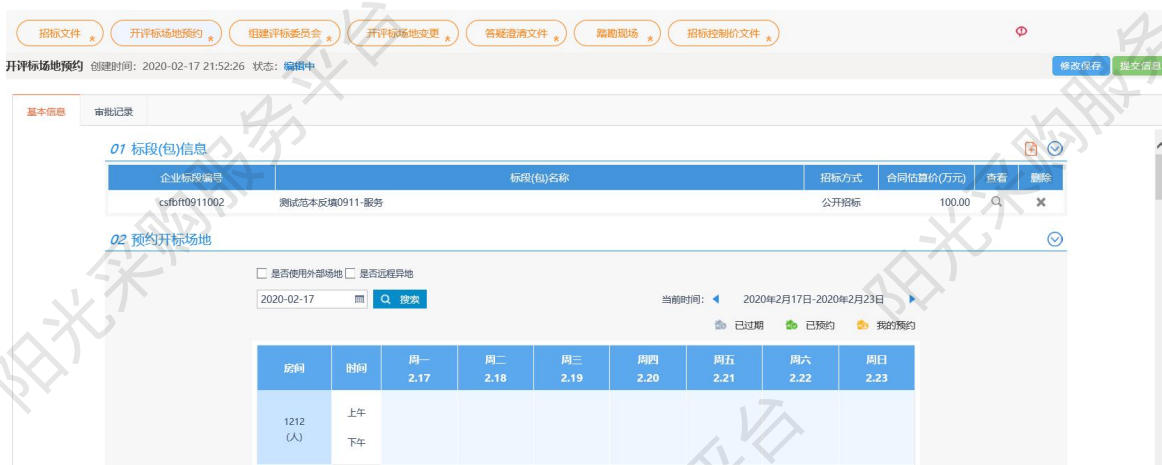 招标文件 * 开评标场地预约 * 组建评标委员会 * 开评标场地变更 * 答疑澄清文件 * 踏勘现场 * 招标控制价文件 *
开评标场地预约 创建时间：2020-02-17 21:52:26 状态：编辑中 修改保存 提交信息
基本信息 审批记录
01 标段(包)信息
企业标段编号 标段(包)名称 招标方式 合同估算价(万元) 查看 删除
csfbft0911002 测试范本反填0911-服务 公开招标 100.00
02 预约开标场地
是否使用外部场地 是否远程异地
2020-02-17 搜索 当前时间： 2020年2月17日-2020年2月23日
已过期 已预约 我的预约
房间 时间 周一 周二 周三 周四 周五 周六 周日
2.17 2.18 2.19 2.20 2.21 2.22 2.23
1212 上午
(人) 下午
阳光采购服务平台
阳光采购服务平台
平台